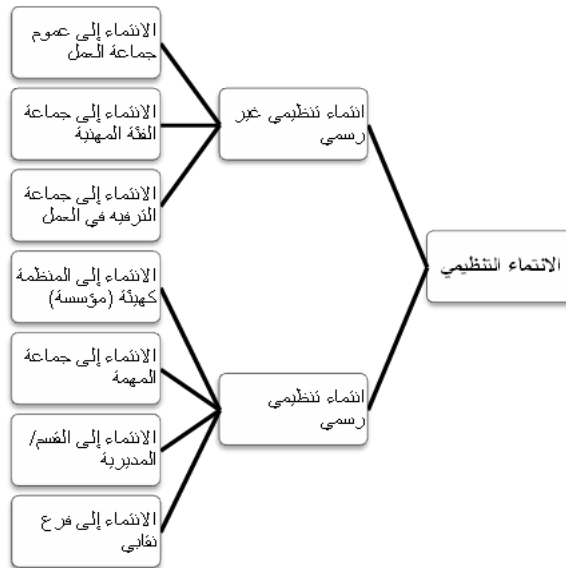 الانتماء التنظيمي
انتماء تنظيمي غير
رسمي
الانتماء إلى عموم
جماعة العمل
الانتماء إلى جماعة
الفئة المهنية
الانتماء إلى جماعة
الترفيه في العمل
انتماء تنظيمي
رسمي
الانتماء إلى المنظمة
كهيئة (مؤسسة)
الانتماء إلى جماعة
المهمة
الانتماء إلى القسم/
المديرية
الانتماء إلى فرع
نقابي